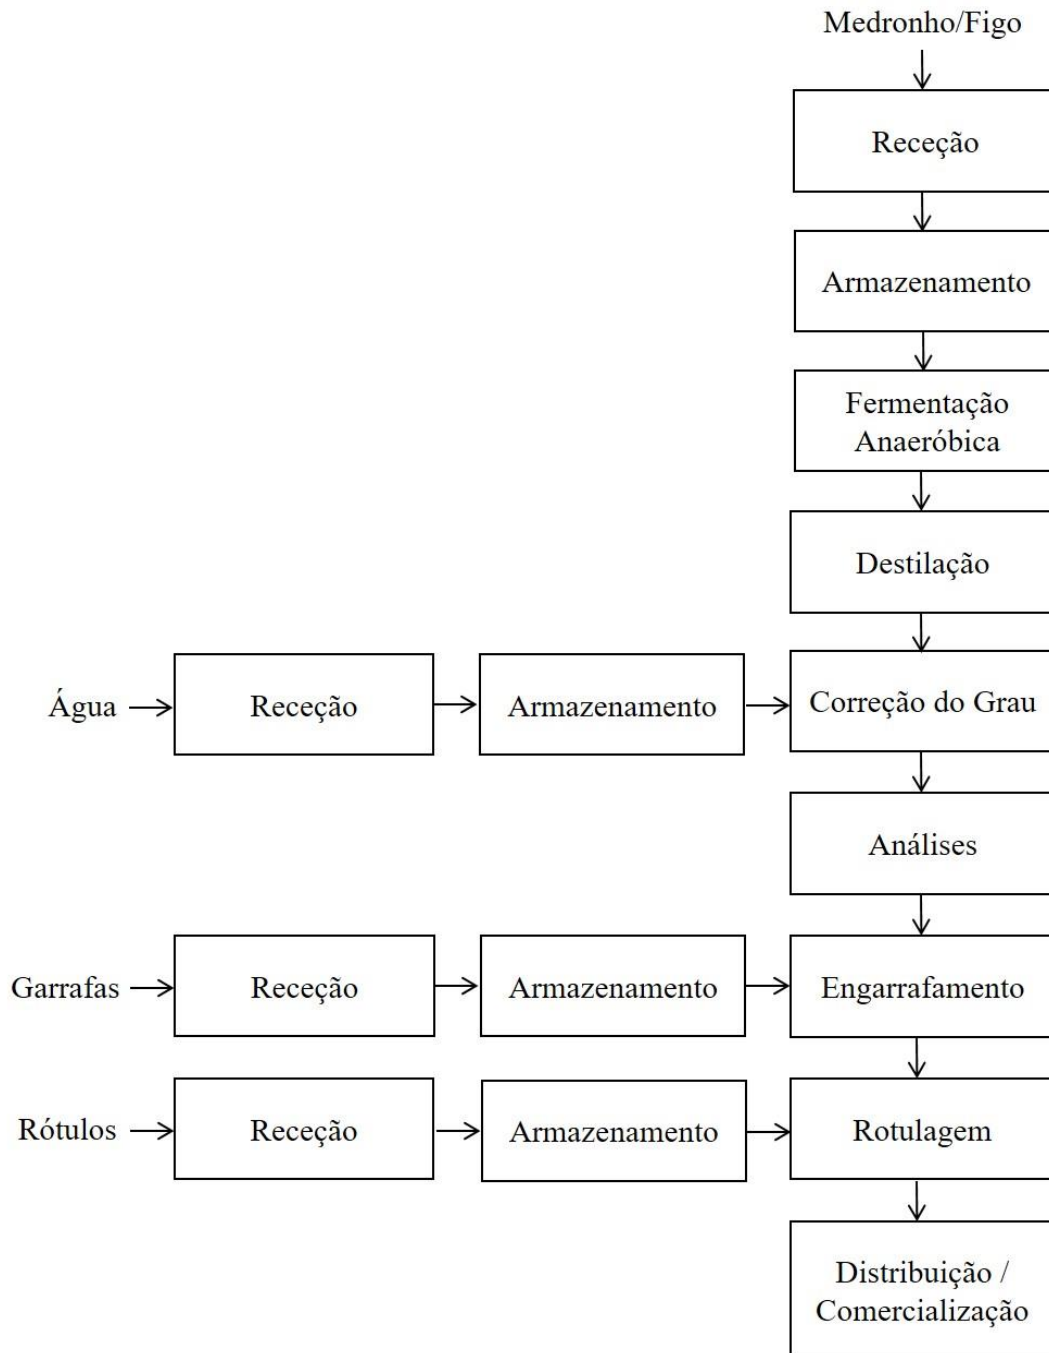 Medronho/Figo
Receção
Armazenamento
Fermentação
Anaeróbica
Destilação
Água
Receção
Armazenamento
Correção do Grau
Análises
Garrafas
Receção
Armazenamento
Engarrafamento
Rótulos
Receção
Armazenamento
Rotulagem
Distribuição /
Comercialização